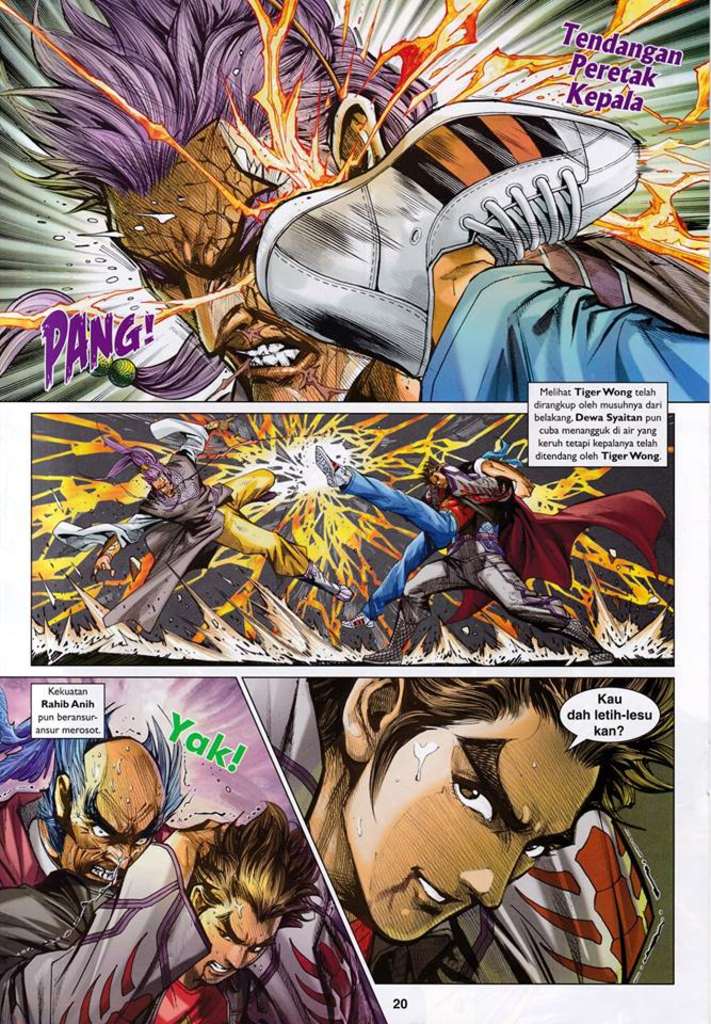 Tendangan
Peretak
Kepala
PANG!
Melihat Tiger Wong telah
dirangkup oleh musuhnya dari
belakang, Dewa Syaitan pun
cuba menangguk di air yang
keruh tetapi kepalanya telah
ditendang oleh Tiger Wong.
Kekuatan
Rahib Anih
pun beransur-
ansur merosot.
Yak!
Kau
dah letih-lesu
kan?
20